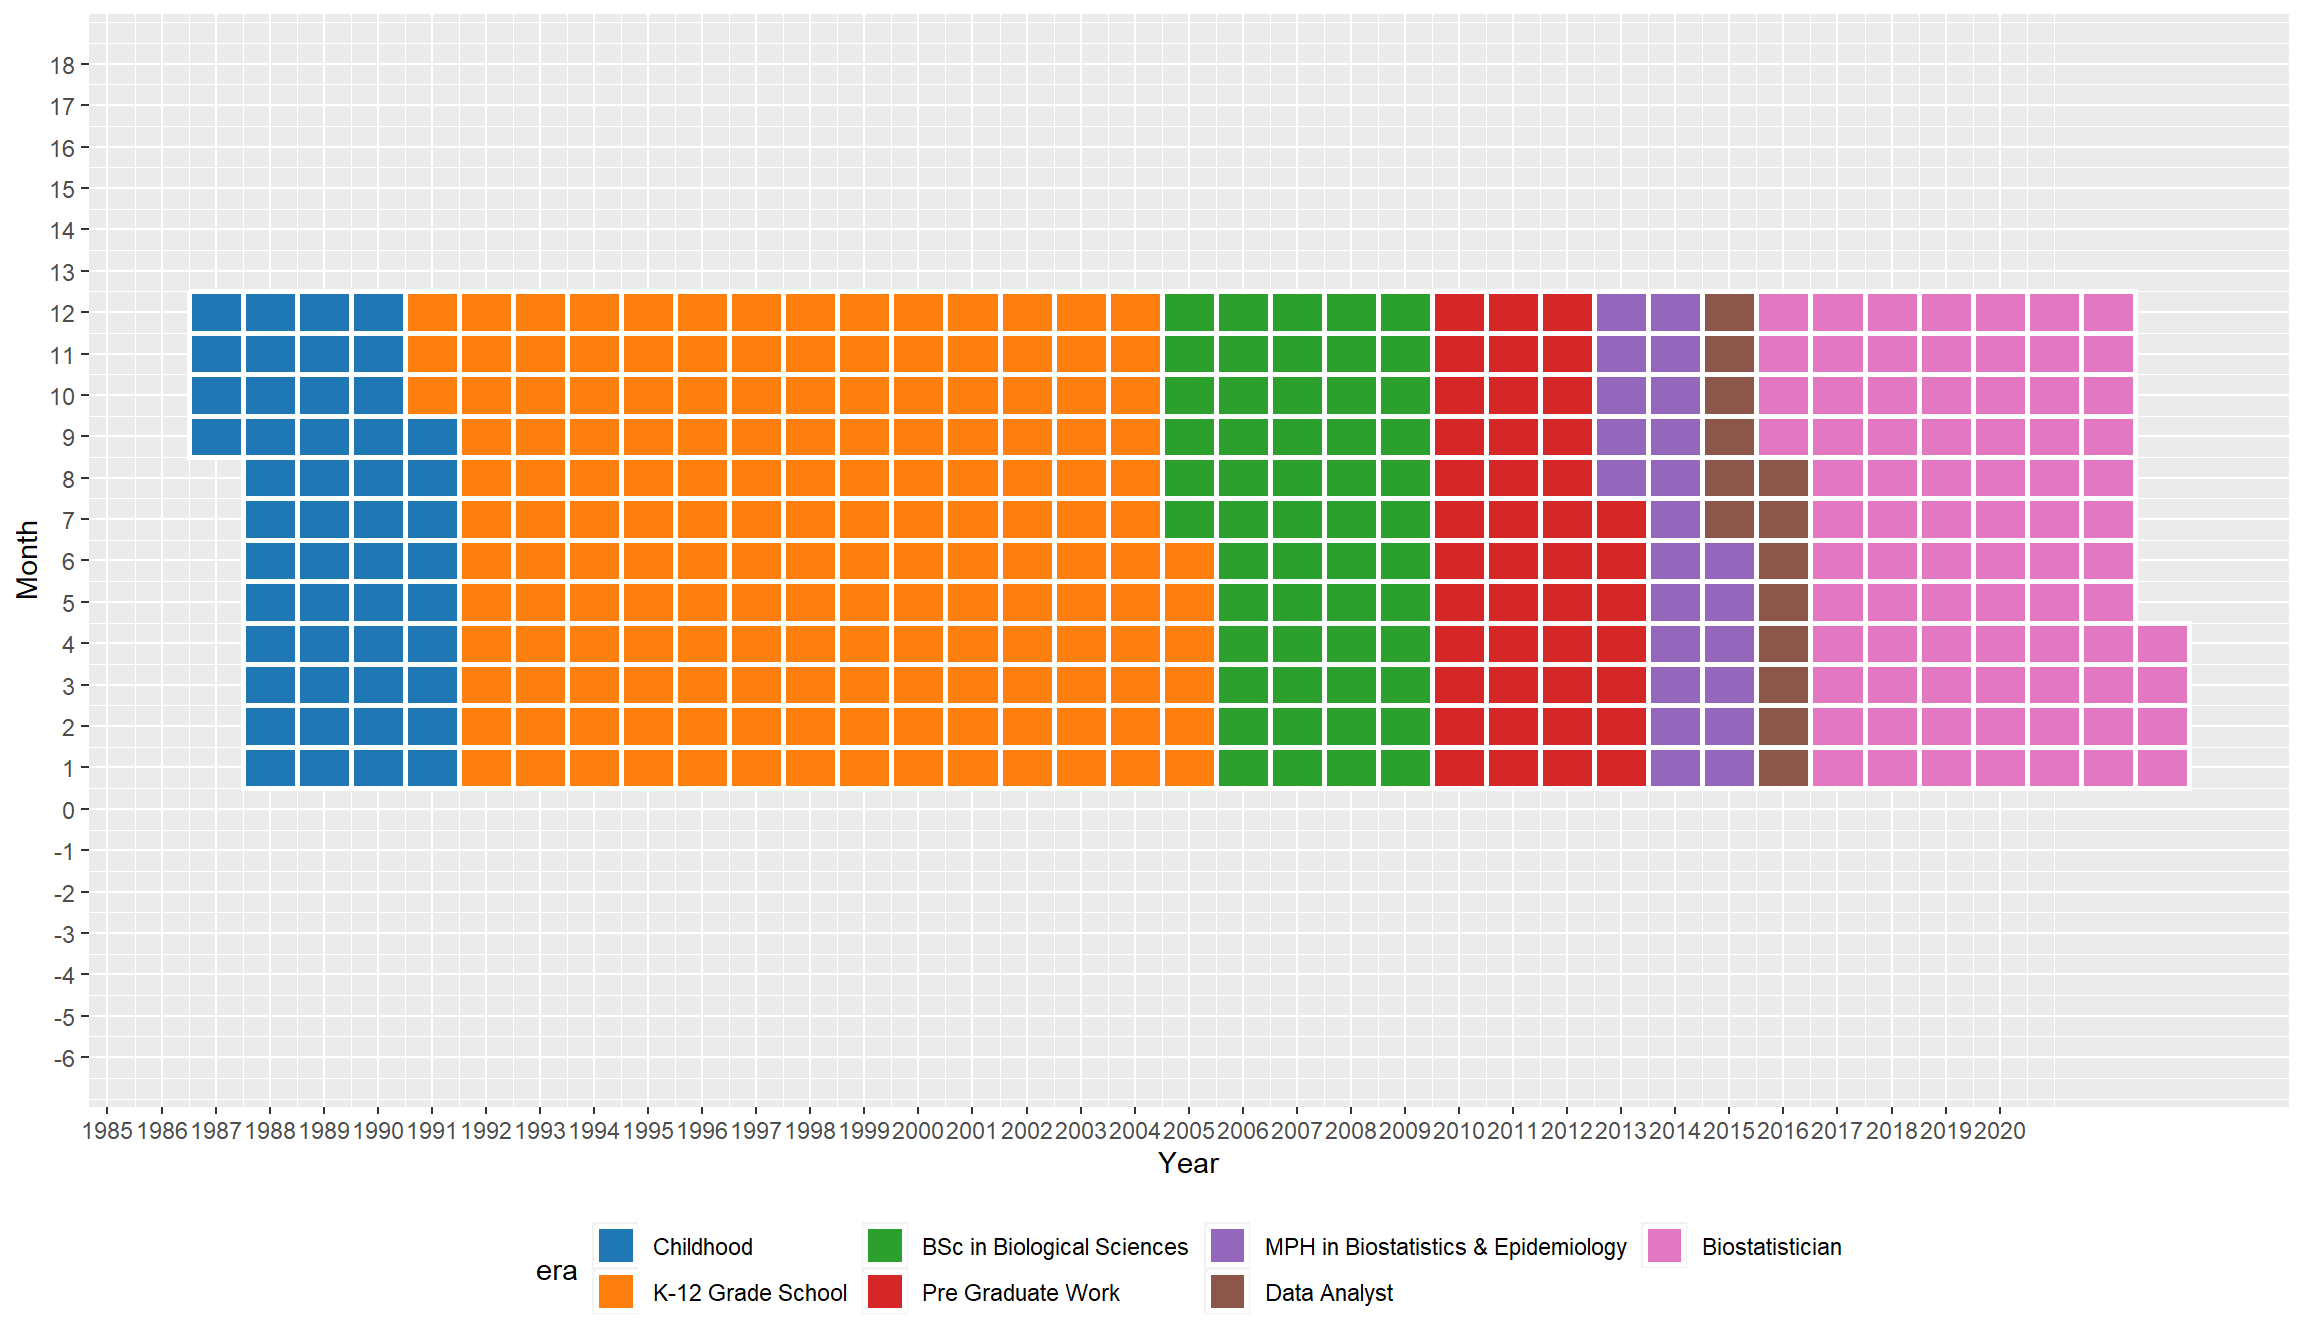 18
17
16
15
14
13
12
11
10
9
8
7
6
5
4
3
2
1
0
-1
-2
-3
-4
-5
-6
Month
1985 1986 1987 1988 1989 1990 1991 1992 1993 1994 1995 1996 1997 1998 1999 2000 2001 2002 2003 2004 2005 2006 2007 2008 2009 2010 2011 2012 2013 2014 2015 2016 2017 2018 2019 2020
Year
era
Childhood
BSc in Biological Sciences
MPH in Biostatistics & Epidemiology
Biostatistician
K-12 Grade School
Pre Graduate Work
Data Analyst